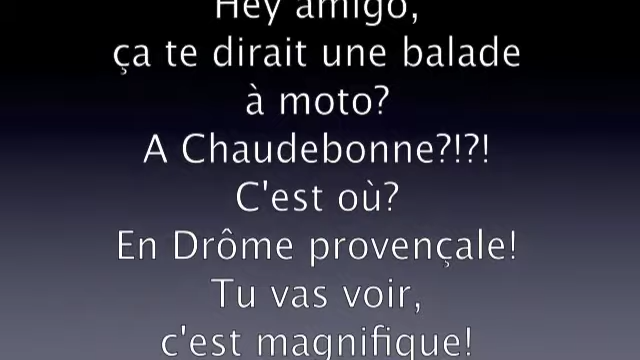 Hey amigo,
ça te dirait une balade
à moto?
A Chaudebonne?!?!
C'est où?
En Drôme provençale!
Tu vas voir,
c'est magnifique!